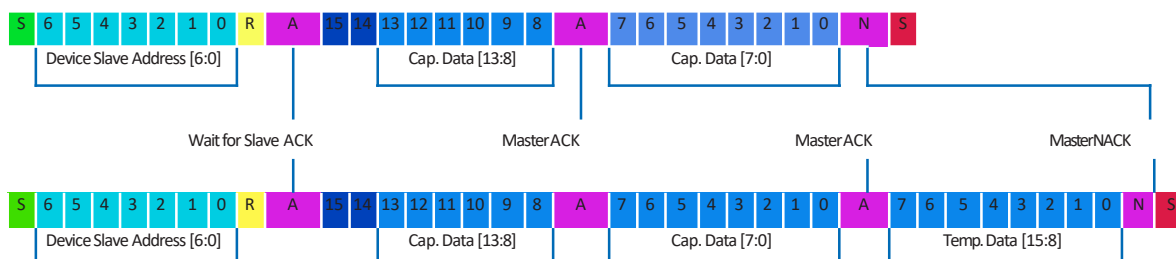 S 6 5 4 3 2 1 0 R A 15 14 13 12 11 10 9 8 A 7 6 5 4 3 2 1 0 N S
Device Slave Address [6:0] Cap. Data [13:8] Cap. Data [7:0]
Wait for Slave ACK MasterACK MasterACK MasterNACK
S 6 5 4 3 2 1 0 R A 15 14 13 12 11 10 9 8 A 7 6 5 4 3 2 1 0 A 7 6 5 4 3 2 1 0 N S
Device Slave Address [6:0] Cap. Data [13:8] Cap. Data [7:0] Temp. Data [15:8]